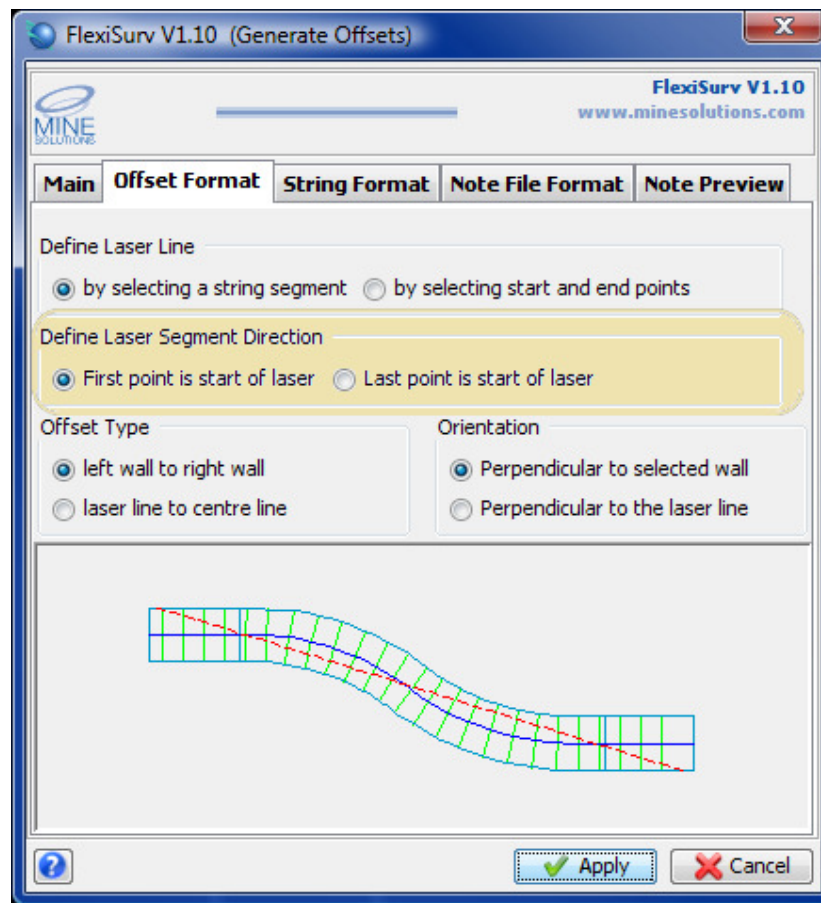 FlexiSurv V1.10 (Generate Offsets)
FlexiSurv V1.10
www.minesolutions.com
MINE
SOLUTIONS
Main Offset Format String Format Note File Format Note Preview
Define Laser Line
by selecting a string segment by selecting start and end points
Define Laser Segment Direction
First point is start of laser Last point is start of laser
Offset Type Orientation
left wall to right wall Perpendicular to selected wall
laser line to centre line Perpendicular to the laser line
? Apply Cancel